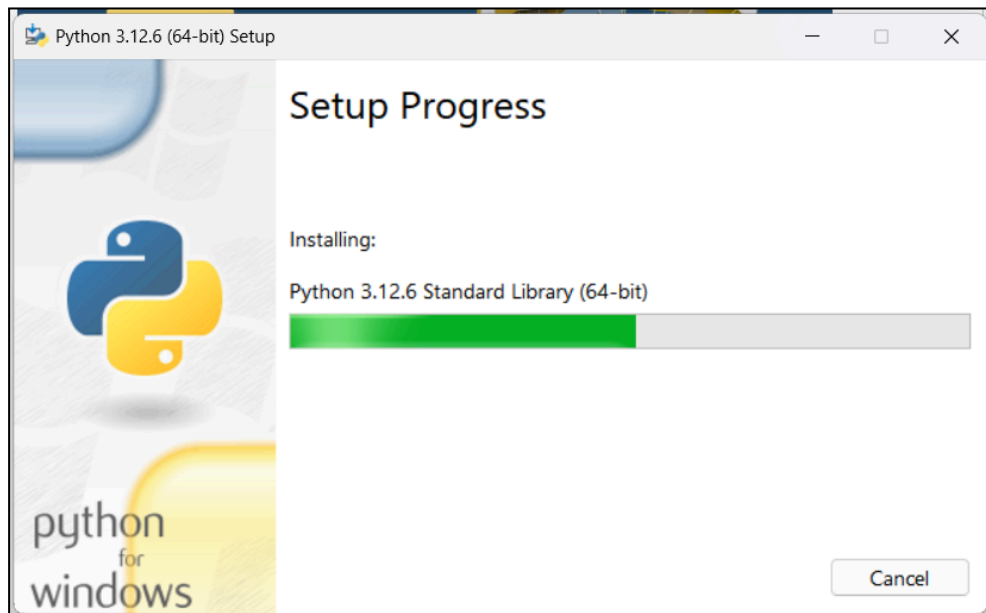 Python 3.12.6 (64-bit) Setup
Setup Progress
Installing:
Python 3.12.6 Standard Library (64-bit)
python
for
windows
Cancel